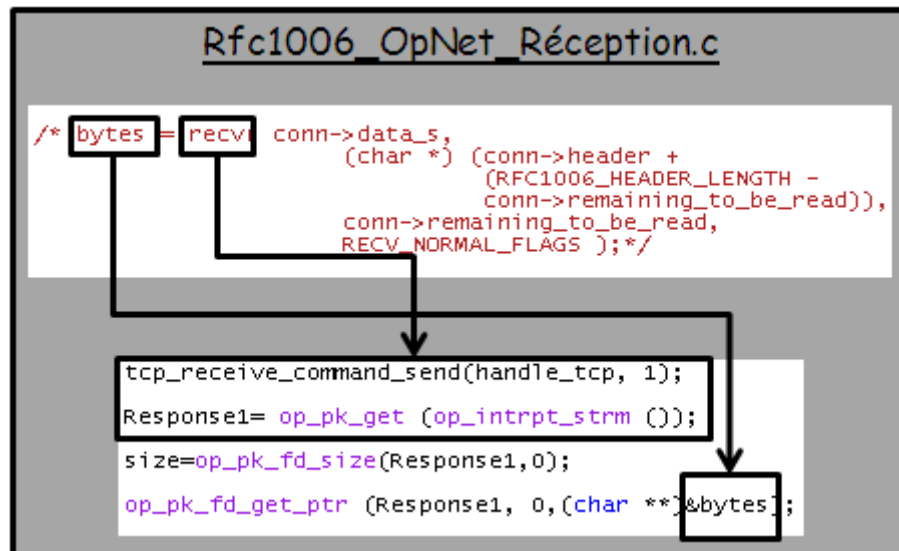 Rfc1006_OpNet_Réception.c
/* bytes = recv( conn->data_s,
(char *) (conn->header +
(RFC1006_HEADER_LENGTH -
conn->remaining_to_be_read)),
conn->remaining_to_be_read,
RECV_NORMAL_FLAGS );*/
tcp_receive_command_send(handle_tcp, 1);
Response1= op_pk_get (op_intrpt_strm ());
size=op_pk_fd_size(Response1,0);
op_pk_fd_get_ptr (Response1, 0,(char **)&bytes);